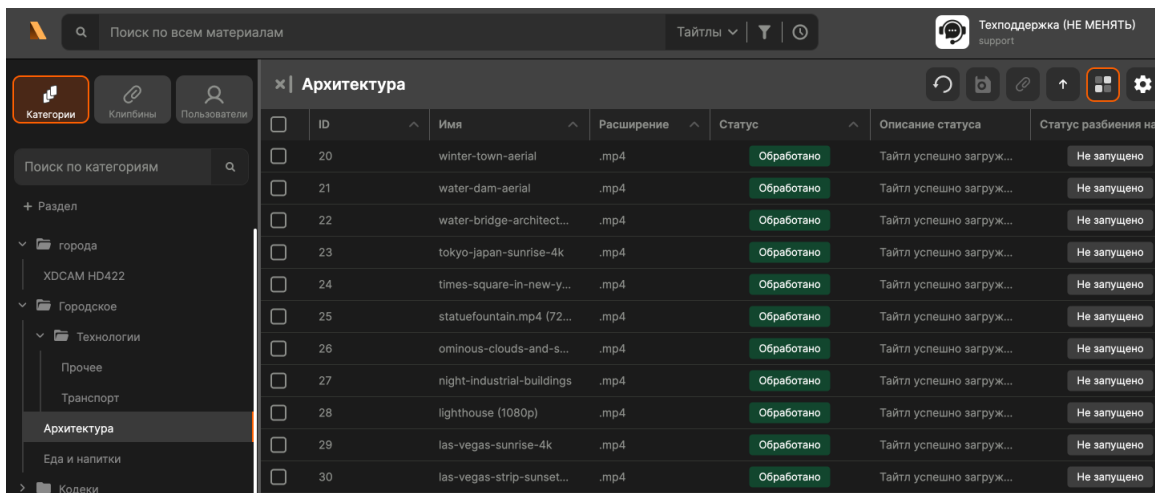 Поиск по всем материалам
Тайтлы
Техподдержка (НЕ МЕНЯТЬ)
support
Категории
Клипбины
Пользователи
Архитектура
Поиск по категориям
+ Раздел
города
XDCAM HD422
Городское
Технологии
Прочее
Транспорт
Архитектура
Еда и напитки
Кодеки
ID Имя Расширение Статус Описание статуса Статус разбиения на
20 winter-town-aerial .mp4 Обработано Тайтл успешно загруж... Не запущено
21 water-dam-aerial .mp4 Обработано Тайтл успешно загруж... Не запущено
22 water-bridge-architect... .mp4 Обработано Тайтл успешно загруж... Не запущено
23 tokyo-japan-sunrise-4k .mp4 Обработано Тайтл успешно загруж... Не запущено
24 times-square-in-new-y... .mp4 Обработано Тайтл успешно загруж... Не запущено
25 statuefountain.mp4 (72... .mp4 Обработано Тайтл успешно загруж... Не запущено
26 ominous-clouds-and-s... .mp4 Обработано Тайтл успешно загруж... Не запущено
27 night-industrial-buildings .mp4 Обработано Тайтл успешно загруж... Не запущено
28 lighthouse (1080p) .mp4 Обработано Тайтл успешно загруж... Не запущено
29 las-vegas-sunrise-4k .mp4 Обработано Тайтл успешно загруж... Не запущено
30 las-vegas-strip-sunset... .mp4 Обработано Тайтл успешно загруж... Не запущено